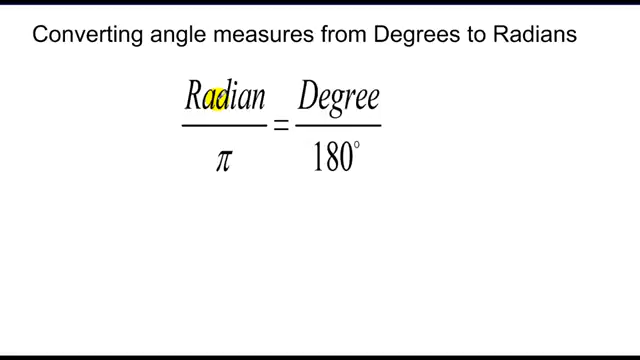 Converting angle measures from Degrees to Radians
Radian / π = Degree / 180°